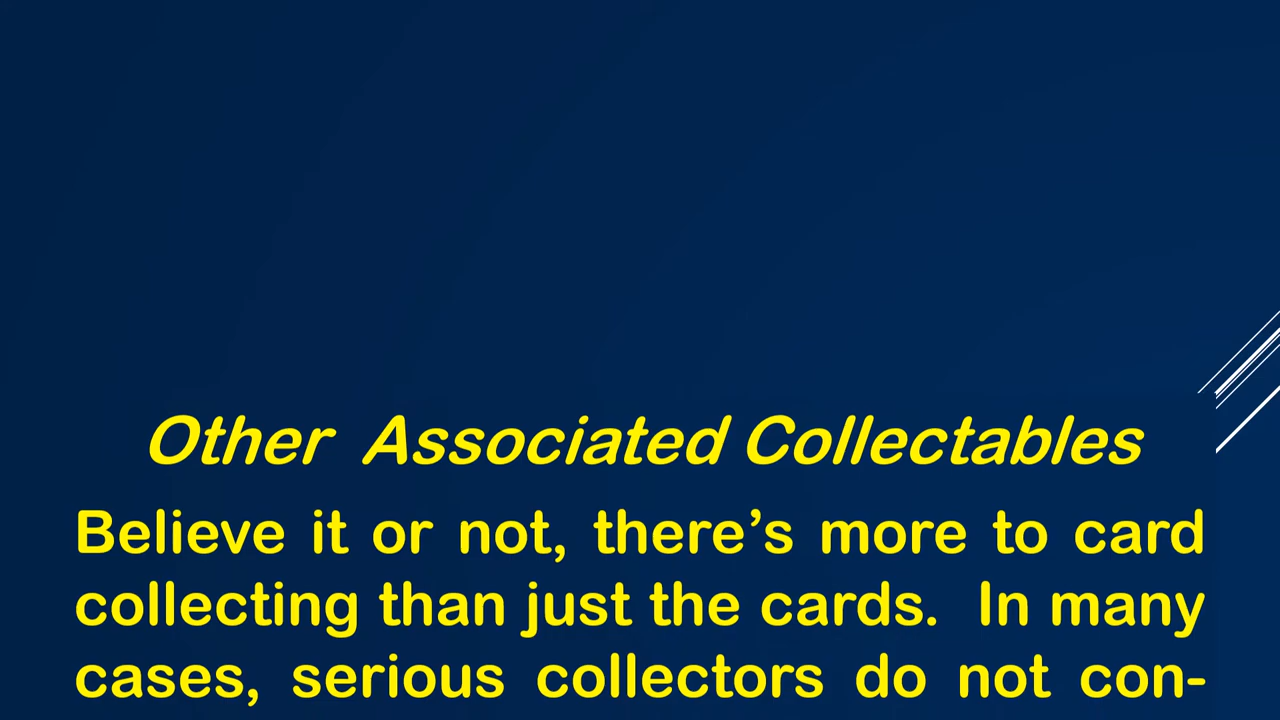 Other Associated Collectables
Believe it or not, there’s more to card
collecting than just the cards. In many
cases, serious collectors do not con-